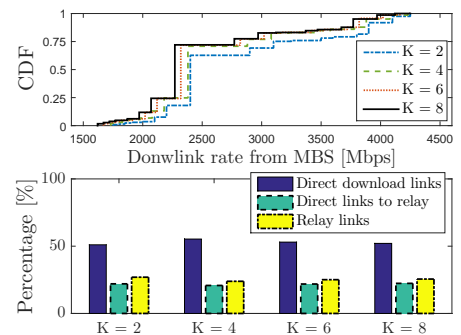 CDF
1
0.75
0.5
0.25
0
K = 2
K = 4
K = 6
K = 8
1500 2000 2500 3000 3500 4000 4500
Donwlink rate from MBS [Mbps]
Percentage [%]
100
50
0
Direct download links
Direct links to relay
Relay links
K = 2 K = 4 K = 6 K = 8